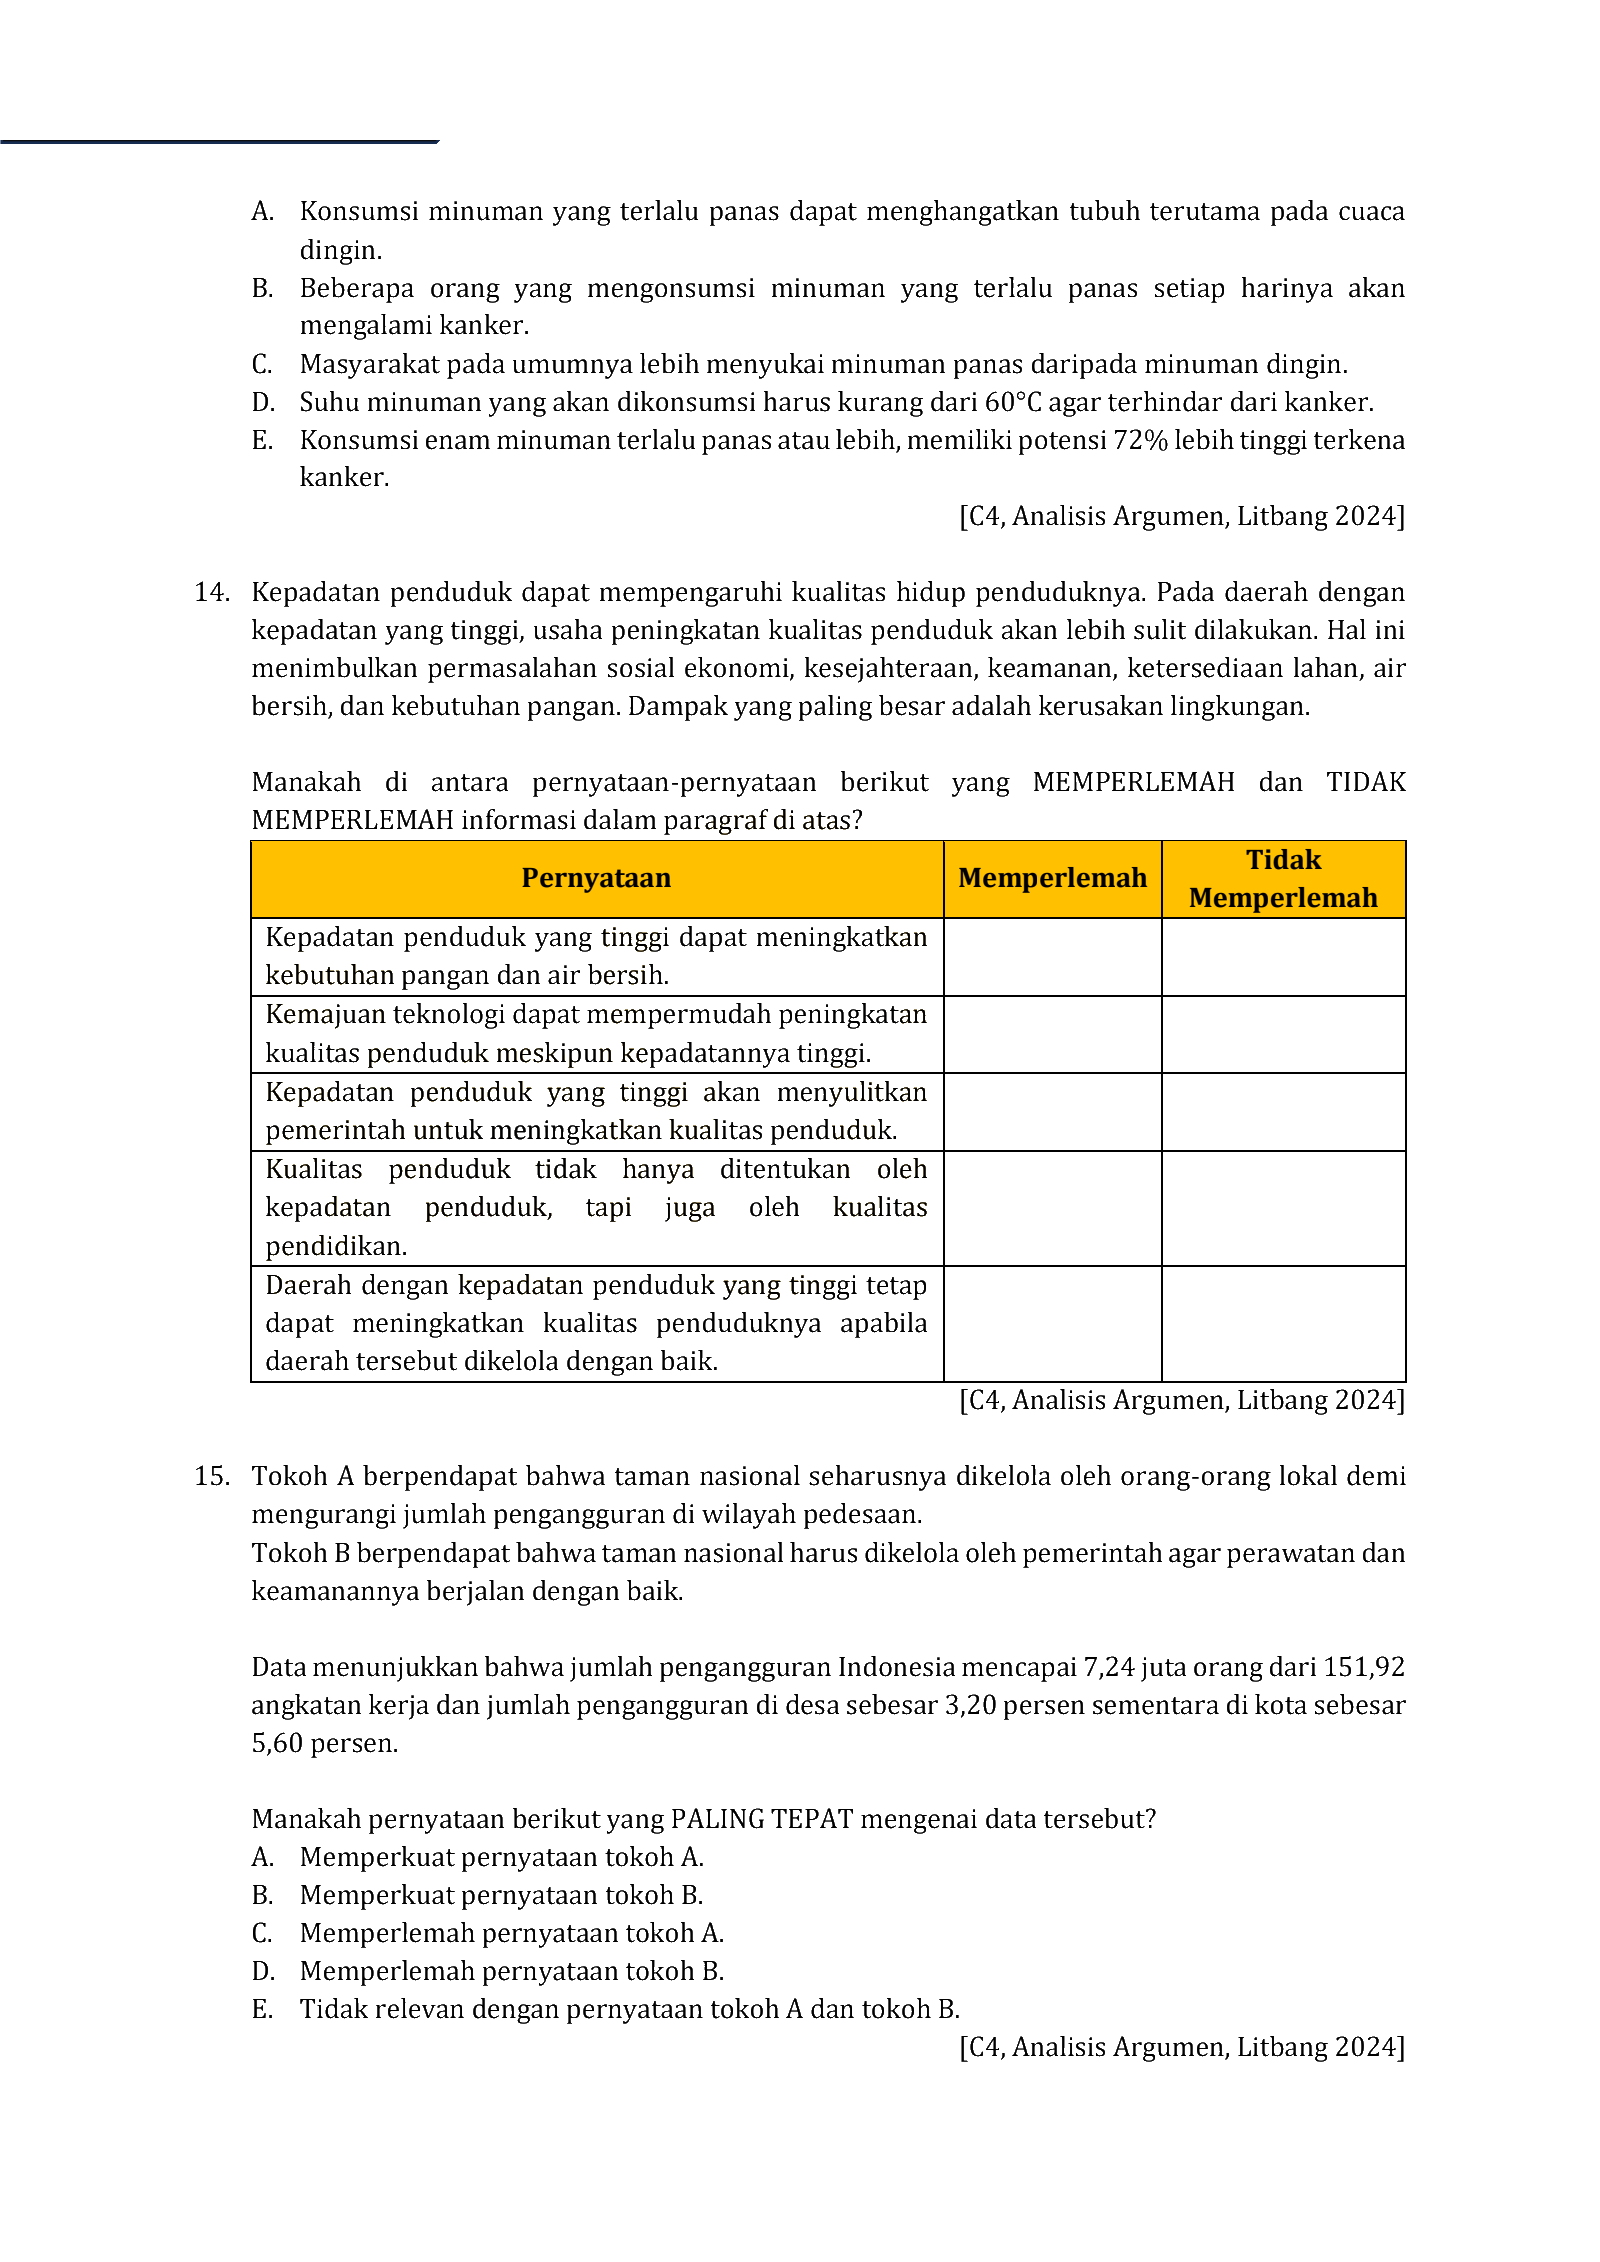 A. Konsumsi minuman yang terlalu panas dapat menghangatkan tubuh terutama pada cuaca
dingin.
B. Beberapa orang yang mengonsumsi minuman yang terlalu panas setiap harinya akan
mengalami kanker.
C. Masyarakat pada umumnya lebih menyukai minuman panas daripada minuman dingin.
D. Suhu minuman yang akan dikonsumsi harus kurang dari 60°C agar terhindar dari kanker.
E. Konsumsi enam minuman terlalu panas atau lebih, memiliki potensi 72% lebih tinggi terkena
kanker.
[C4, Analisis Argumen, Litbang 2024]
14. Kepadatan penduduk dapat mempengaruhi kualitas hidup penduduknya. Pada daerah dengan
kepadatan yang tinggi, usaha peningkatan kualitas penduduk akan lebih sulit dilakukan. Hal ini
menimbulkan permasalahan sosial ekonomi, kesejahteraan, keamanan, ketersediaan lahan, air
bersih, dan kebutuhan pangan. Dampak yang paling besar adalah kerusakan lingkungan.
Manakah di antara pernyataan-pernyataan berikut yang MEMPERLEMAH dan TIDAK
MEMPERLEMAH informasi dalam paragraf di atas?
Pernyataan Memperlemah Tidak
Memperlemah
Kepadatan penduduk yang tinggi dapat meningkatkan
kebutuhan pangan dan air bersih.
Kemajuan teknologi dapat mempermudah peningkatan
kualitas penduduk meskipun kepadatannya tinggi.
Kepadatan penduduk yang tinggi akan menyulitkan
pemerintah untuk meningkatkan kualitas penduduk.
Kualitas penduduk tidak hanya ditentukan oleh
kepadatan penduduk, tapi juga oleh kualitas
pendidikan.
Daerah dengan kepadatan penduduk yang tinggi tetap
dapat meningkatkan kualitas penduduknya apabila
daerah tersebut dikelola dengan baik.
[C4, Analisis Argumen, Litbang 2024]
15. Tokoh A berpendapat bahwa taman nasional seharusnya dikelola oleh orang-orang lokal demi
mengurangi jumlah pengangguran di wilayah pedesaan.
Tokoh B berpendapat bahwa taman nasional harus dikelola oleh pemerintah agar perawatan dan
keamanannya berjalan dengan baik.
Data menunjukkan bahwa jumlah pengangguran Indonesia mencapai 7,24 juta orang dari 151,92
angkatan kerja dan jumlah pengangguran di desa sebesar 3,20 persen sementara di kota sebesar
5,60 persen.
Manakah pernyataan berikut yang PALING TEPAT mengenai data tersebut?
A. Memperkuat pernyataan tokoh A.
B. Memperkuat pernyataan tokoh B.
C. Memperlemah pernyataan tokoh A.
D. Memperlemah pernyataan tokoh B.
E. Tidak relevan dengan pernyataan tokoh A dan tokoh B.
[C4, Analisis Argumen, Litbang 2024]